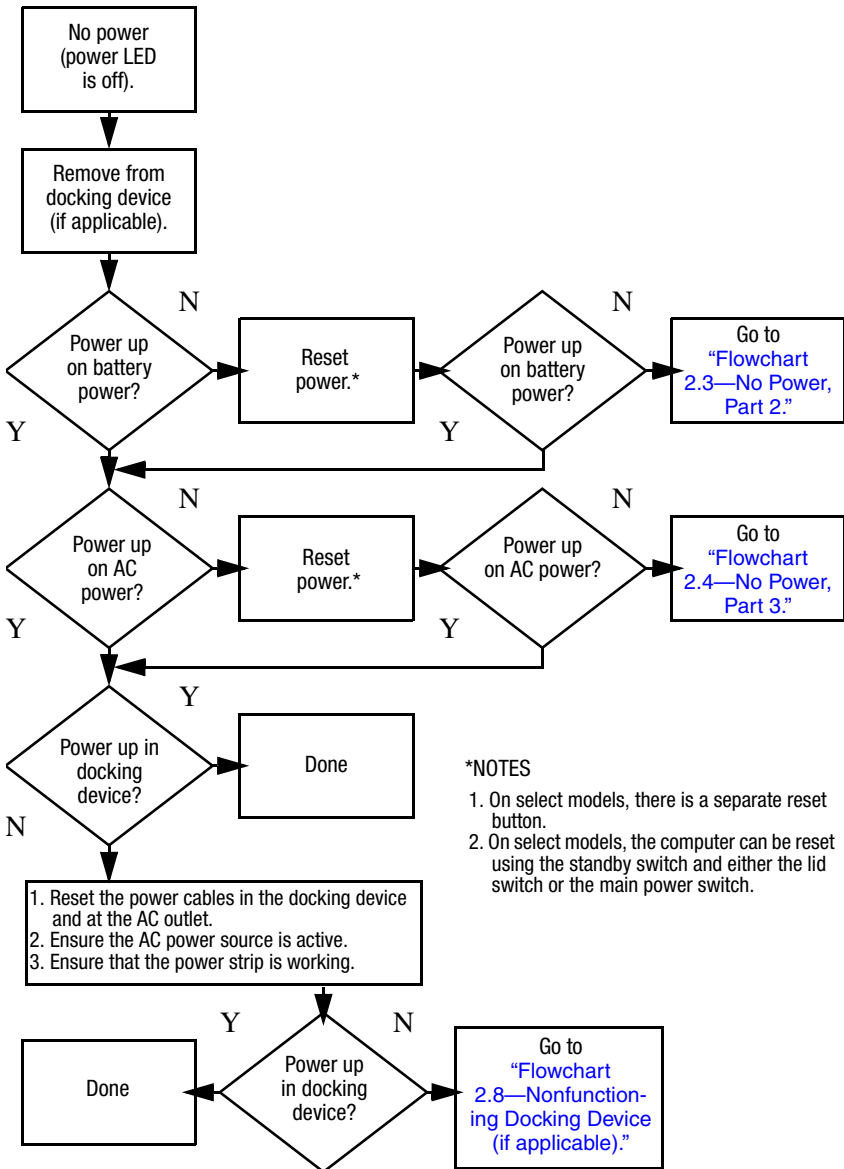 No power
(power LED
is off).
Remove from
docking device
(if applicable).
N
N
Power up
on battery
power?
Reset
power.*
Power up
on battery
power?
Go to
“Flowchart
2.3—No Power,
Part 2.”
Y
Y
N
N
Power up
on AC
power?
Reset
power.*
Power up
on AC power?
Go to
“Flowchart
2.4—No Power,
Part 3.”
Y
Y
Y
Power up in
docking
device?
Done
N
*NOTES
1. On select models, there is a separate reset
button.
2. On select models, the computer can be reset
using the standby switch and either the lid
switch or the main power switch.
1. Reset the power cables in the docking device
and at the AC outlet.
2. Ensure the AC power source is active.
3. Ensure that the power strip is working.
Y
N
Done
Power up
in docking
device?
Go to
“Flowchart
2.8—Nonfunction-
ing Docking Device
(if applicable).”